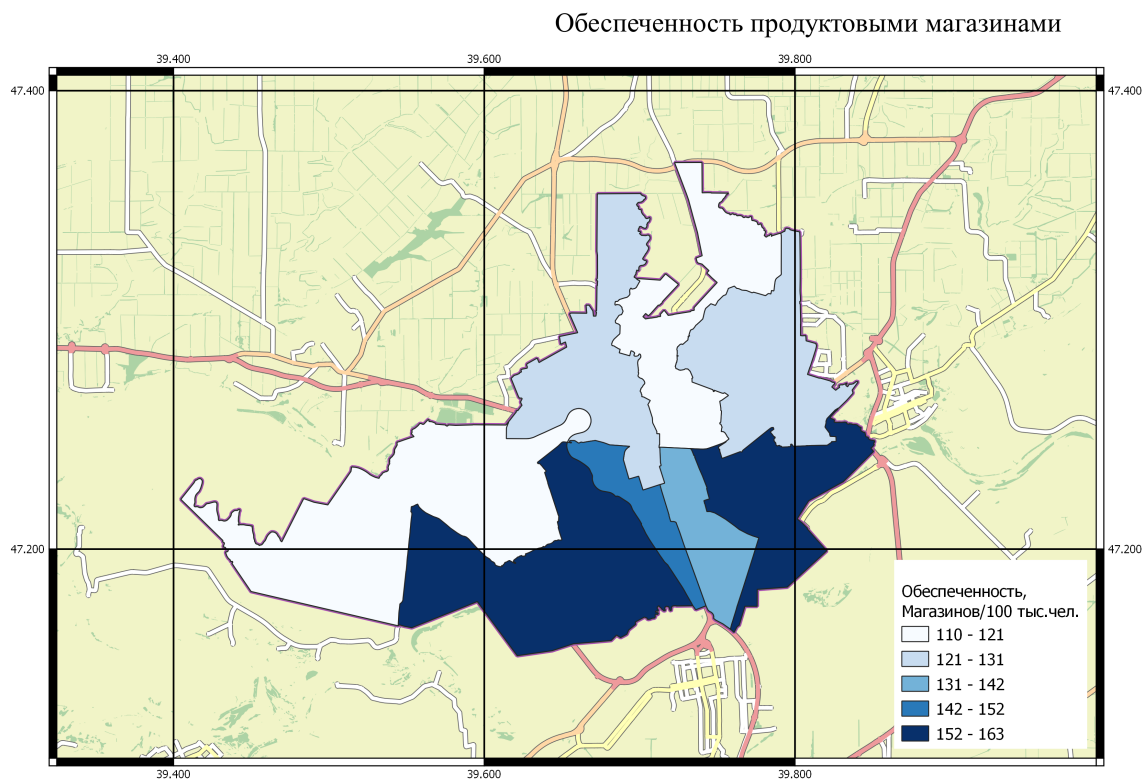 Обеспеченность продуктовыми магазинами
39.400 39.600 39.800
47.400 47.400
47.200 47.200
Обеспеченность,
Магазинов/100 тыс.чел.
110 - 121
121 - 131
131 - 142
142 - 152
152 - 163
39.400 39.600 39.800